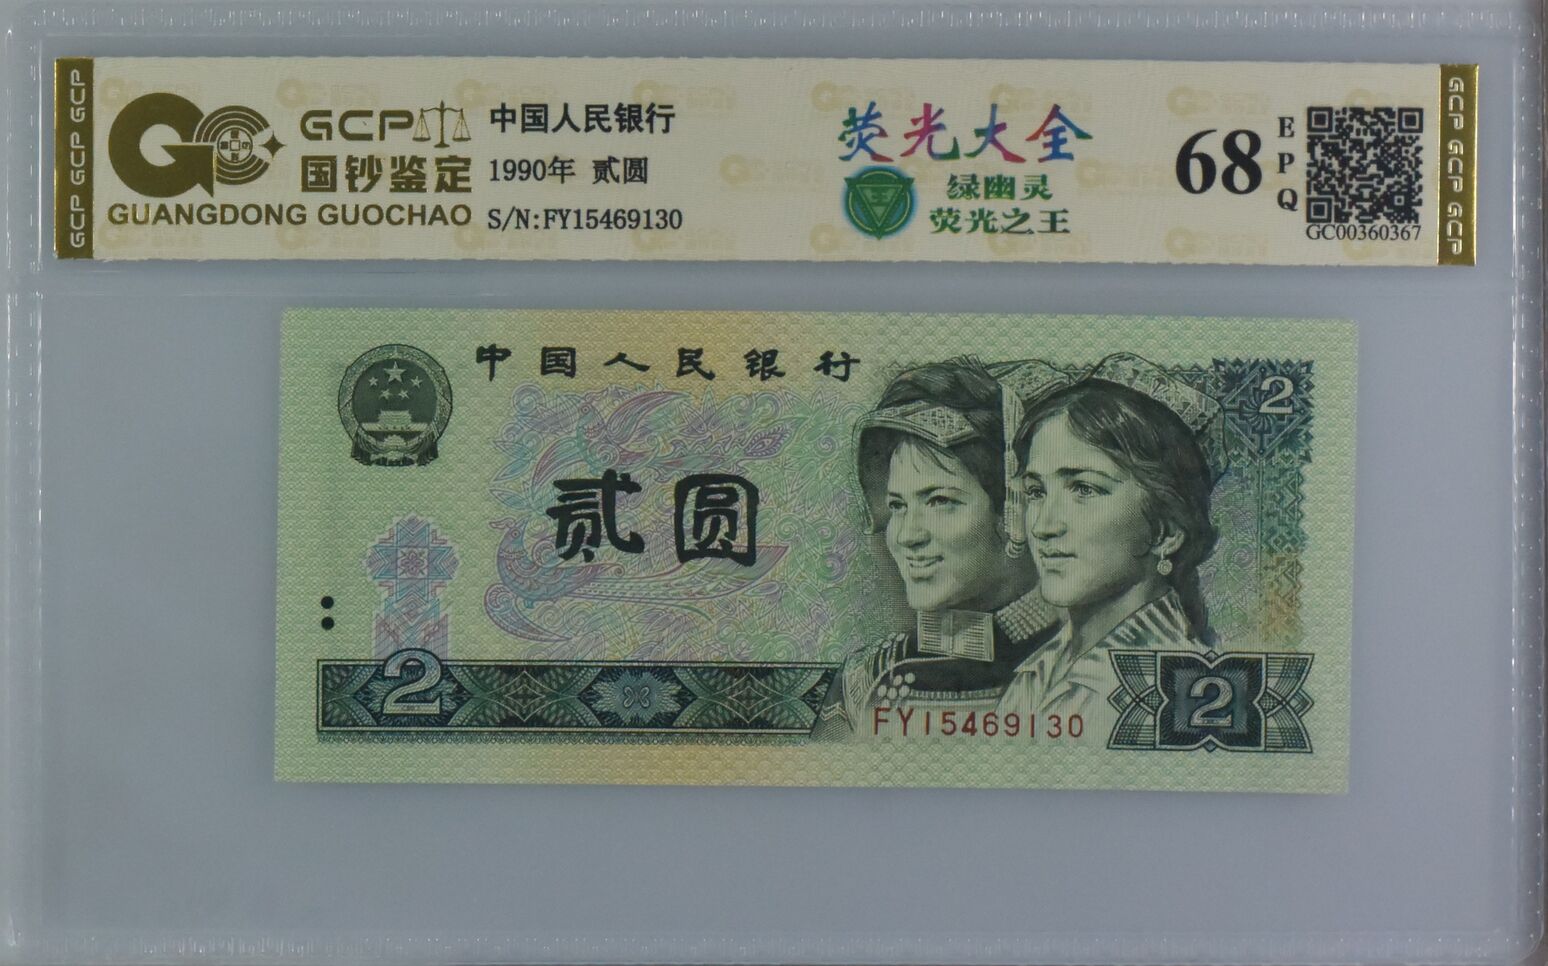 GCP GCP GCP
GCP
国钞鉴定
GUANGDONG GUOCHAO
中国人民银行
1990年 贰圆
S/N:FY15469130
荧光大全
王
绿幽灵
荧光之王
68
EPQ
GC00360367
GCP GCP GCP
中国人民银行
2
贰圆
2
FY15469130
2